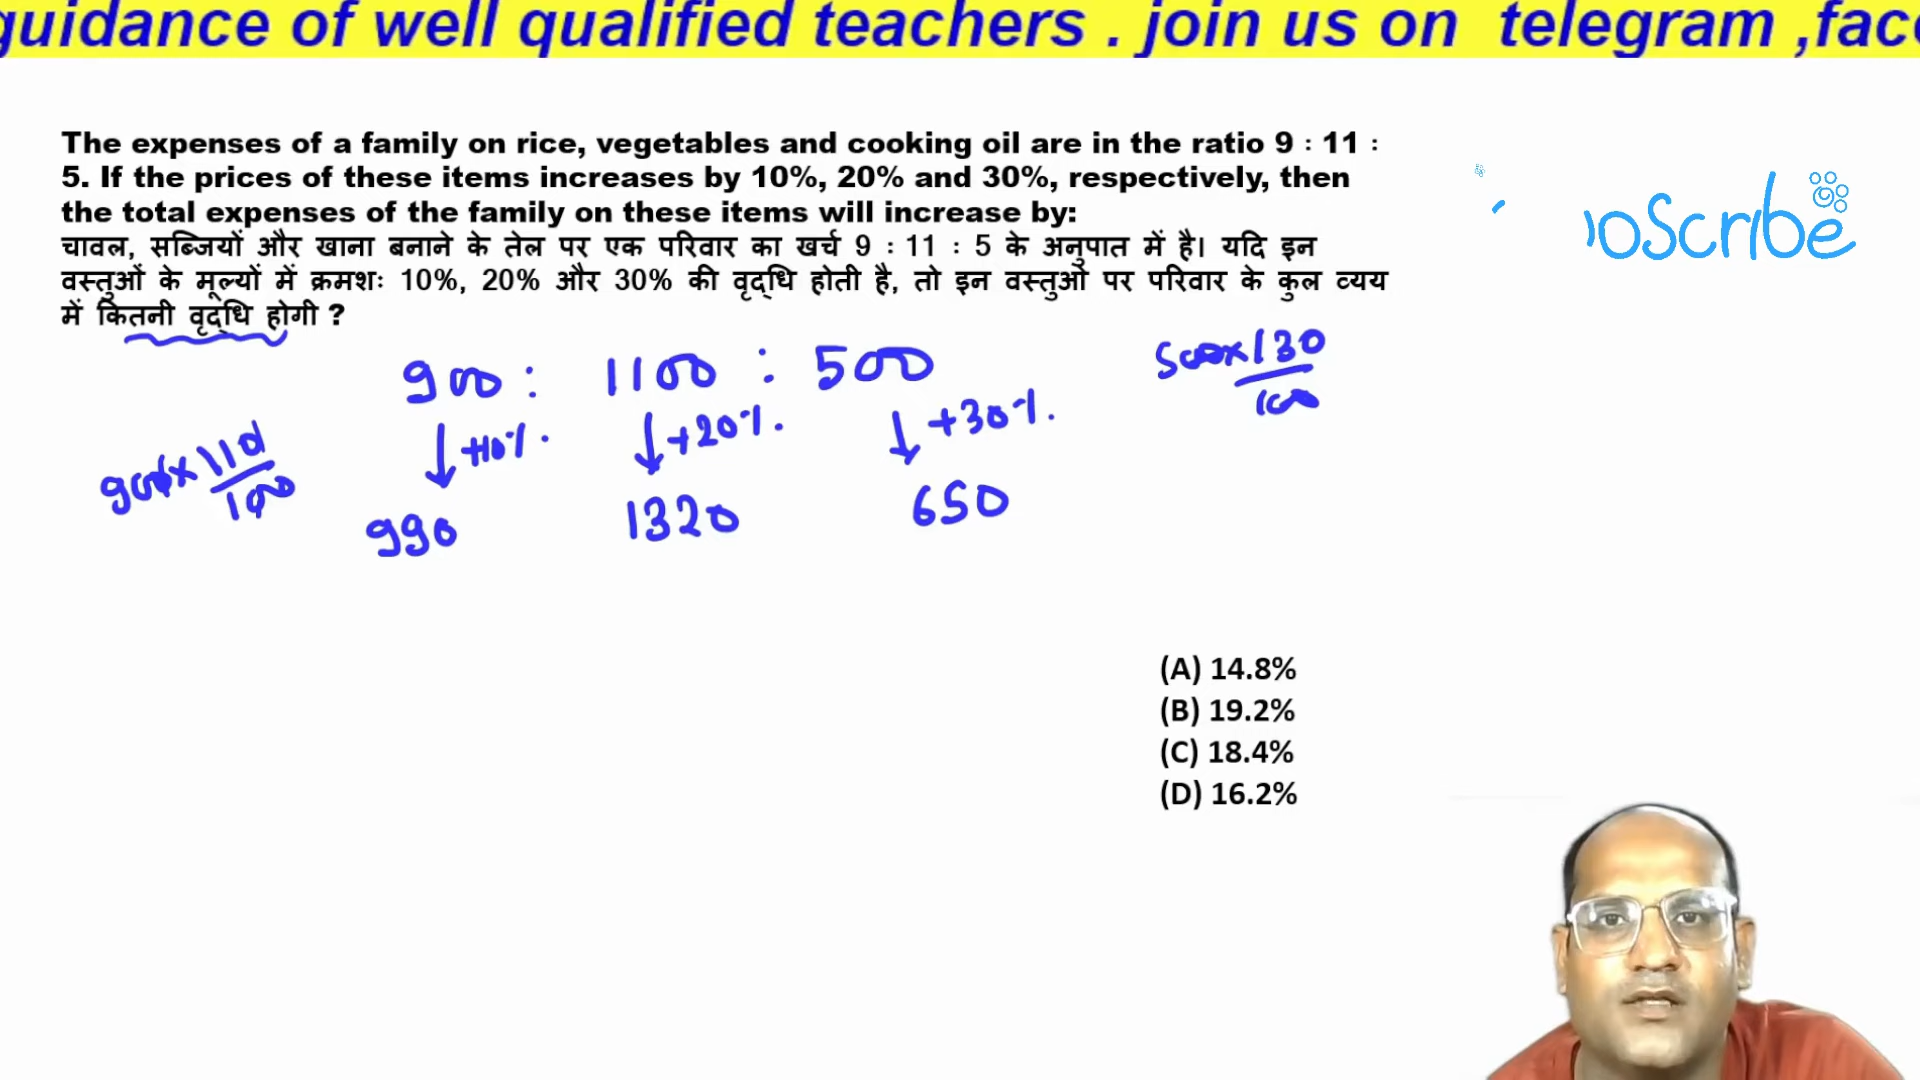 guidance of well qualified teachers . join us on telegram ,fac
The expenses of a family on rice, vegetables and cooking oil are in the ratio 9 : 11 :
5. If the prices of these items increases by 10%, 20% and 30%, respectively, then
the total expenses of the family on these items will increase by:
चावल, सब्जियों और खाना बनाने के तेल पर एक परिवार का खर्च 9 : 11 : 5 के अनुपात में है। यदि इन
वस्तुओं के मूल्यों में क्रमशः 10%, 20% और 30% की वृद्धि होती है, तो इन वस्तुओं पर परिवार के कुल व्यय
में कितनी वृद्धि होगी ?
ıoScribe
900 : 1100 : 500
500x130
100
+10% +20% +30%
900x110
100
990 1320 650
(A) 14.8%
(B) 19.2%
(C) 18.4%
(D) 16.2%